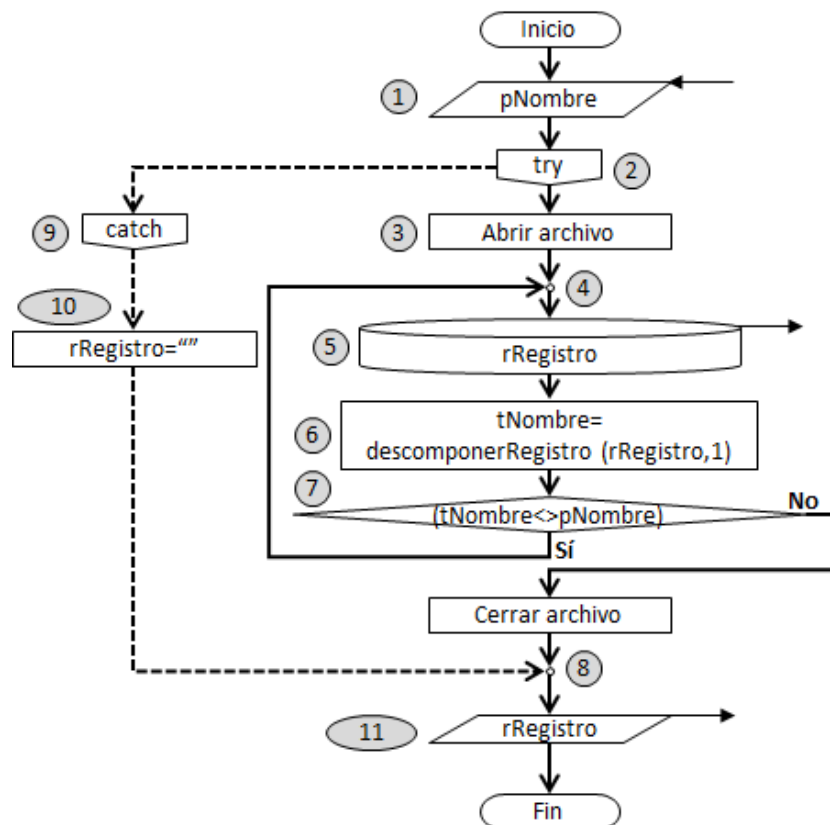 Inicio
1
pNombre
try
2
9
catch
3
Abrir archivo
4
10
rRegistro=“”
5
rRegistro
6
tNombre=
descomponerRegistro (rRegistro,1)
7
(tNombre<>pNombre)
No
Sí
Cerrar archivo
8
11
rRegistro
Fin